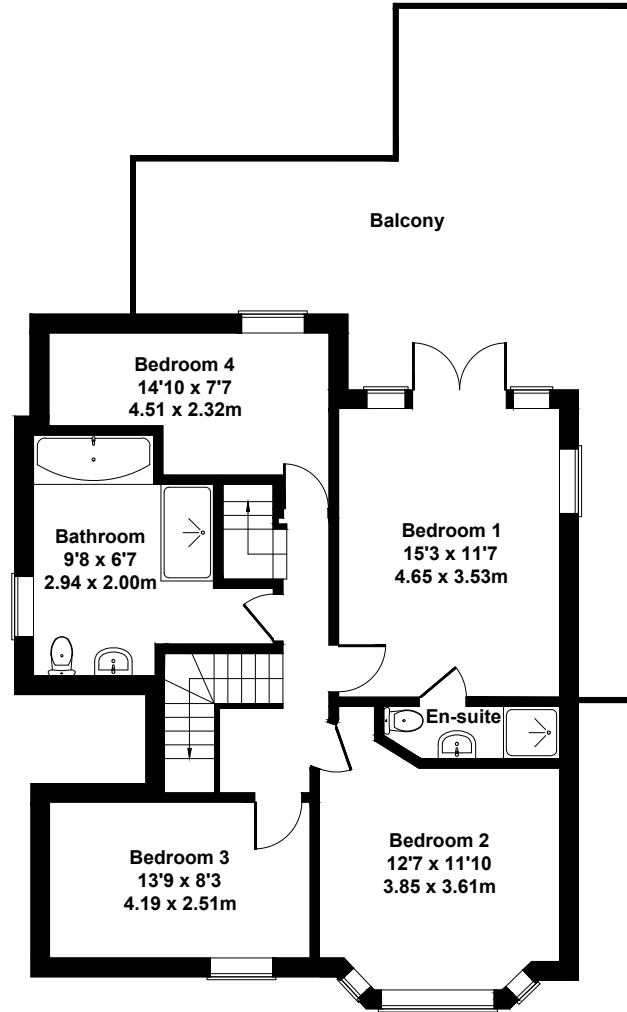 Balcony
Bedroom 4
14'10 x 7'7
4.51 x 2.32m
Bathroom
9'8 x 6'7
2.94 x 2.00m
Bedroom 1
15'3 x 11'7
4.65 x 3.53m
En-suite
Bedroom 3
13'9 x 8'3
4.19 x 2.51m
Bedroom 2
12'7 x 11'10
3.85 x 3.61m